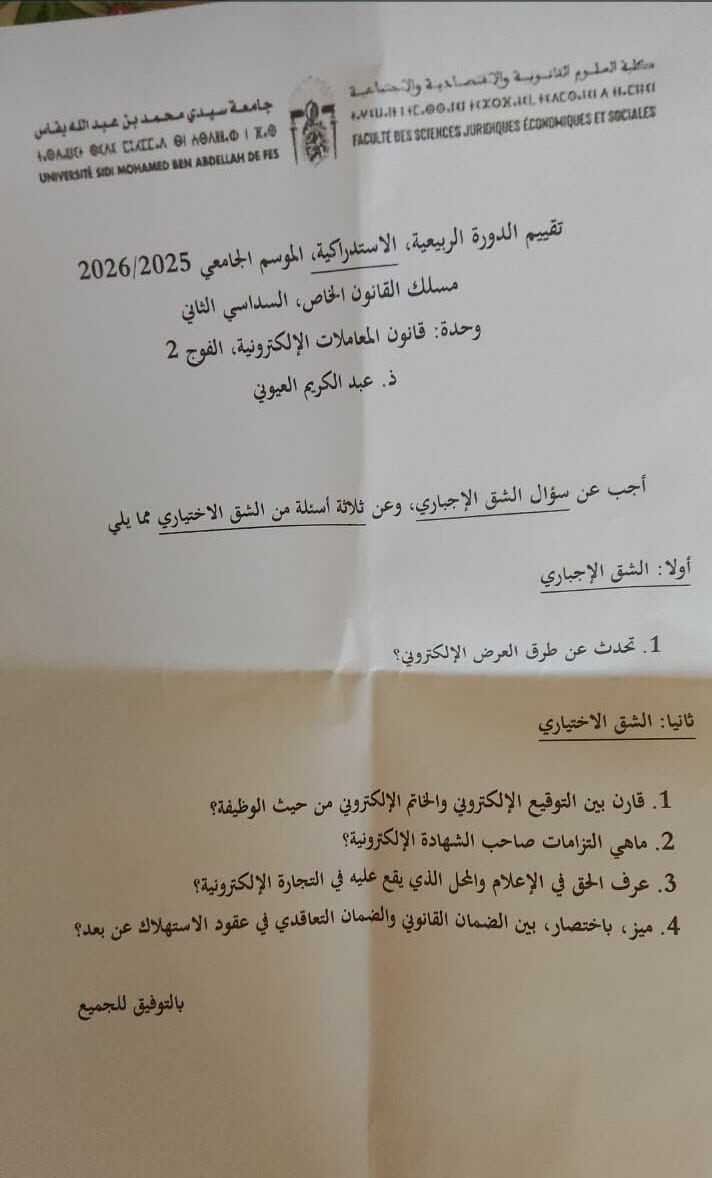 كلية العلوم القانونية والاقتصادية والاجتماعية
FACULTÉ DES SCIENCES JURIDIQUES ÉCONOMIQUES ET SOCIALES
جامعة سيدي محمد بن عبد الله بفاس
UNIVERSITÉ SIDI MOHAMED BEN ABDELLAH DE FES
تقييم الدورة الربيعية، الاستدراكية، الموسم الجامعي 2026/2025
مسلك القانون الخاص، السداسي الثاني
وحدة: قانون المعاملات الإلكترونية، الفوج 2
ذ. عبد الكريم العيوني
أجب عن سؤال الشق الإجباري، وعن ثلاثة أسئلة من الشق الاختياري مما يلي
أولا: الشق الإجباري
1. تحدث عن طرق العرض الإلكتروني؟
ثانيا: الشق الاختياري
1. قارن بين التوقيع الإلكتروني والخاتم الإلكتروني من حيث الوظيفة؟
2. ماهي التزامات صاحب الشهادة الإلكترونية؟
3. عرف الحق في الإعلام والمحل الذي يقع عليه في التجارة الإلكترونية؟
4. ميز، باختصار، بين الضمان القانوني والضمان التعاقدي في عقود الاستهلاك عن بعد؟
بالتوفيق للجميع